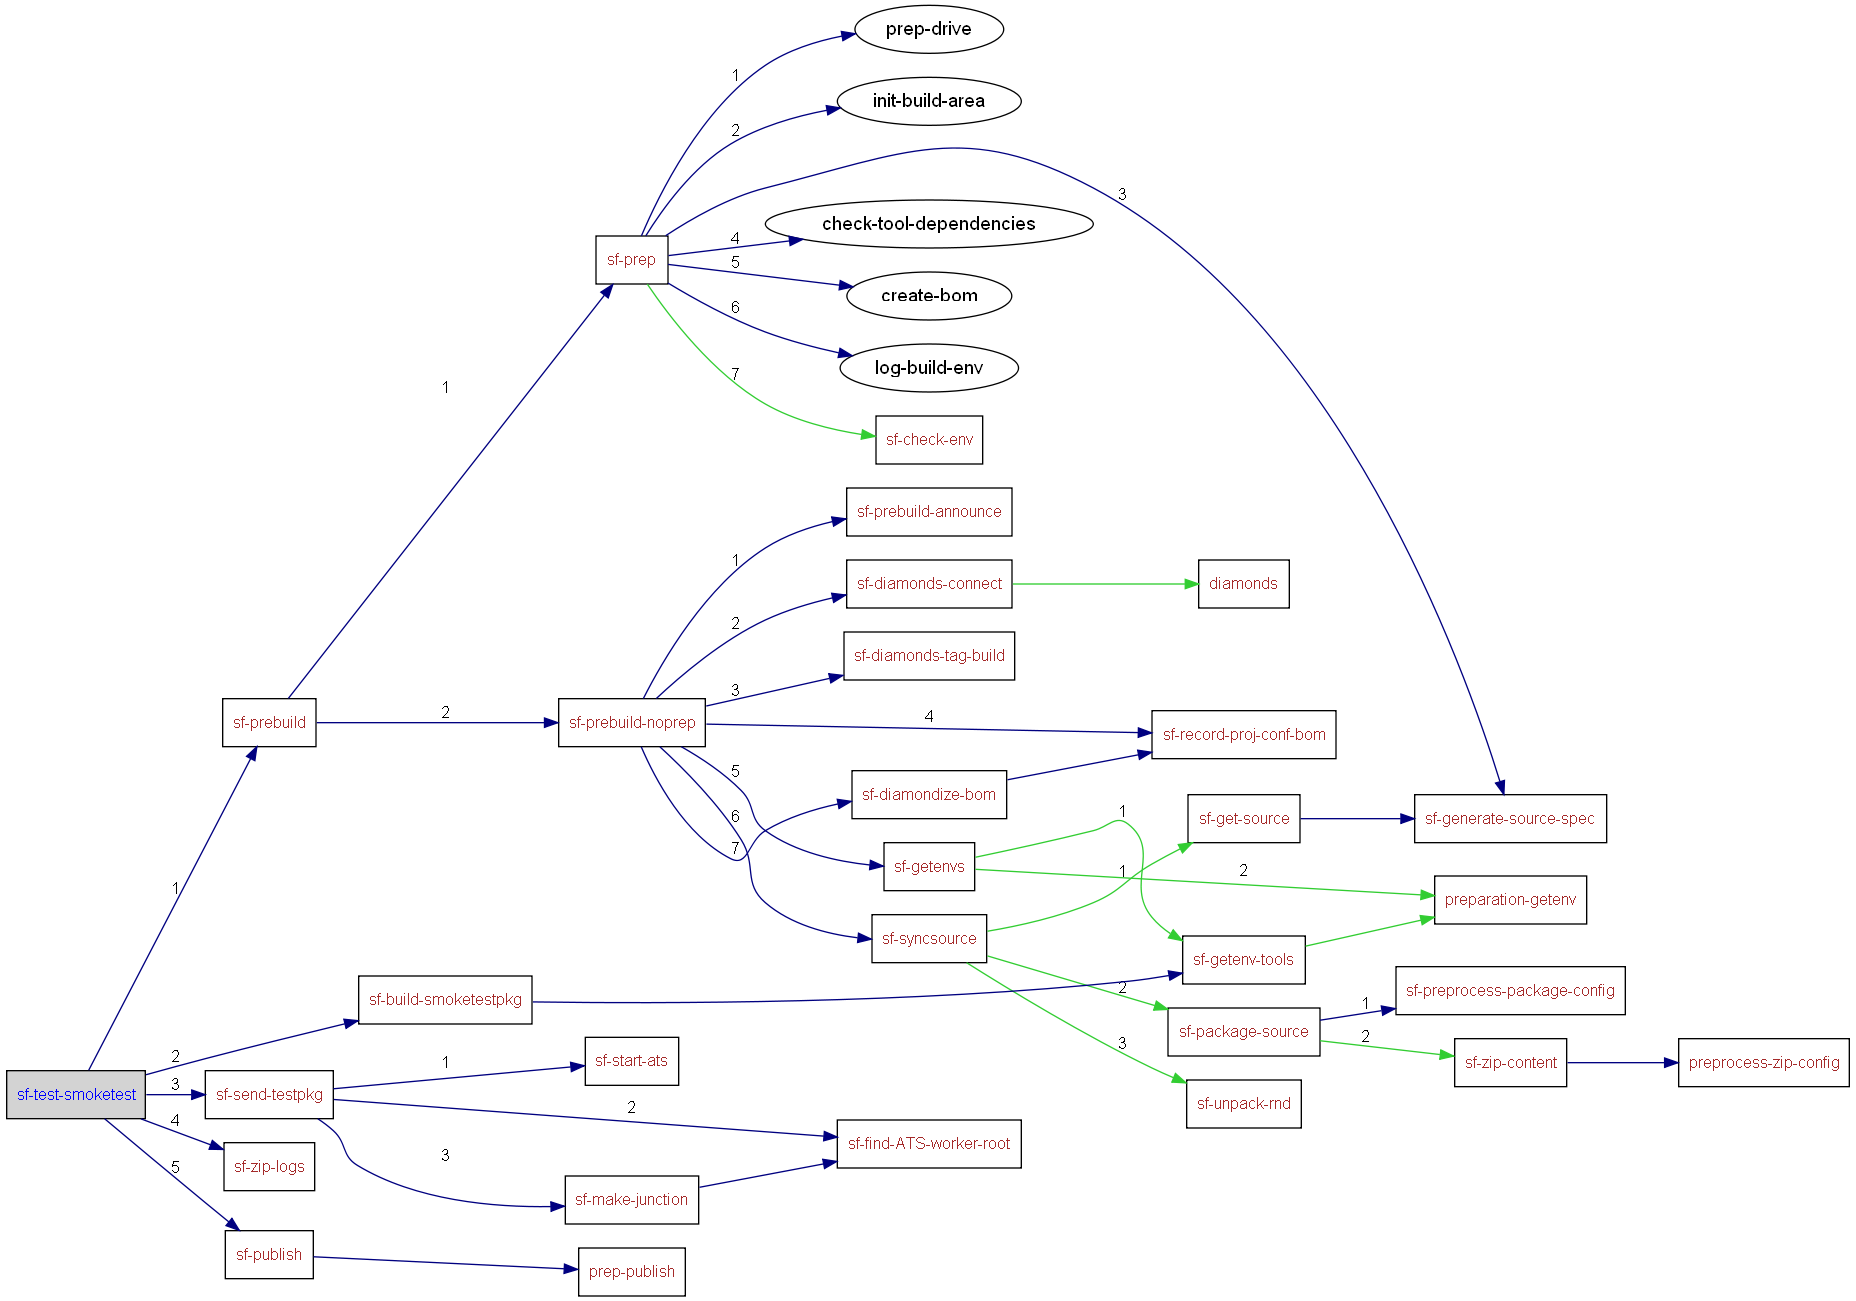 prep-drive
1
init-build-area
2
3
check-tool-dependencies
4
sf-prep
5
create-bom
6
log-build-env
7
1
sf-check-env
sf-prebuild-announce
1
sf-diamonds-connect
diamonds
2
sf-diamonds-tag-build
3
sf-prebuild
2
sf-prebuild-noprep
4
sf-record-proj-conf-bom
5
sf-diamondize-bom
6
1
sf-get-source
sf-generate-source-spec
7
sf-getenvs
1
2
1
preparation-getenv
sf-syncsource
sf-getenv-tools
sf-build-smoketestpkg
2
sf-preprocess-package-config
1
sf-package-source
2
3
sf-zip-content
preprocess-zip-config
2
sf-start-ats
1
3
sf-test-smoketest
sf-send-testpkg
sf-unpack-rnd
2
4
sf-find-ATS-worker-root
3
5
sf-zip-logs
sf-make-junction
sf-publish
prep-publish